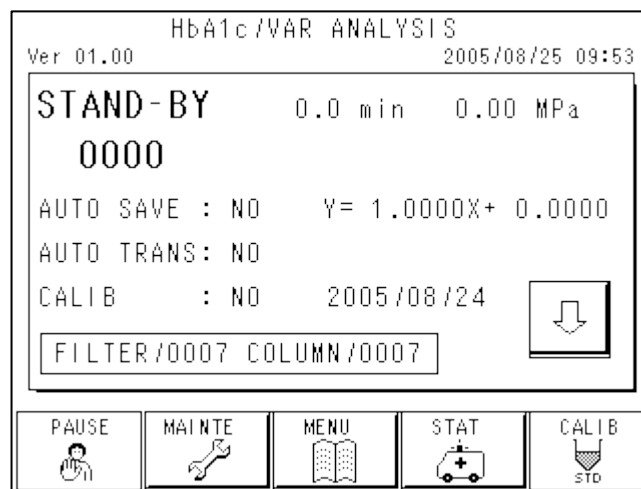 HbA1c/VAR ANALYSIS
Ver 01.00 2005/08/25 09:53
STAND-BY 0.0 min 0.00 MPa
0000
AUTO SAVE : NO Y= 1.0000X+ 0.0000
AUTO TRANS: NO
CALIB : NO 2005/08/24
FILTER/0007 COLUMN/0007
PAUSE MAINTE MENU STAT CALIB
STD